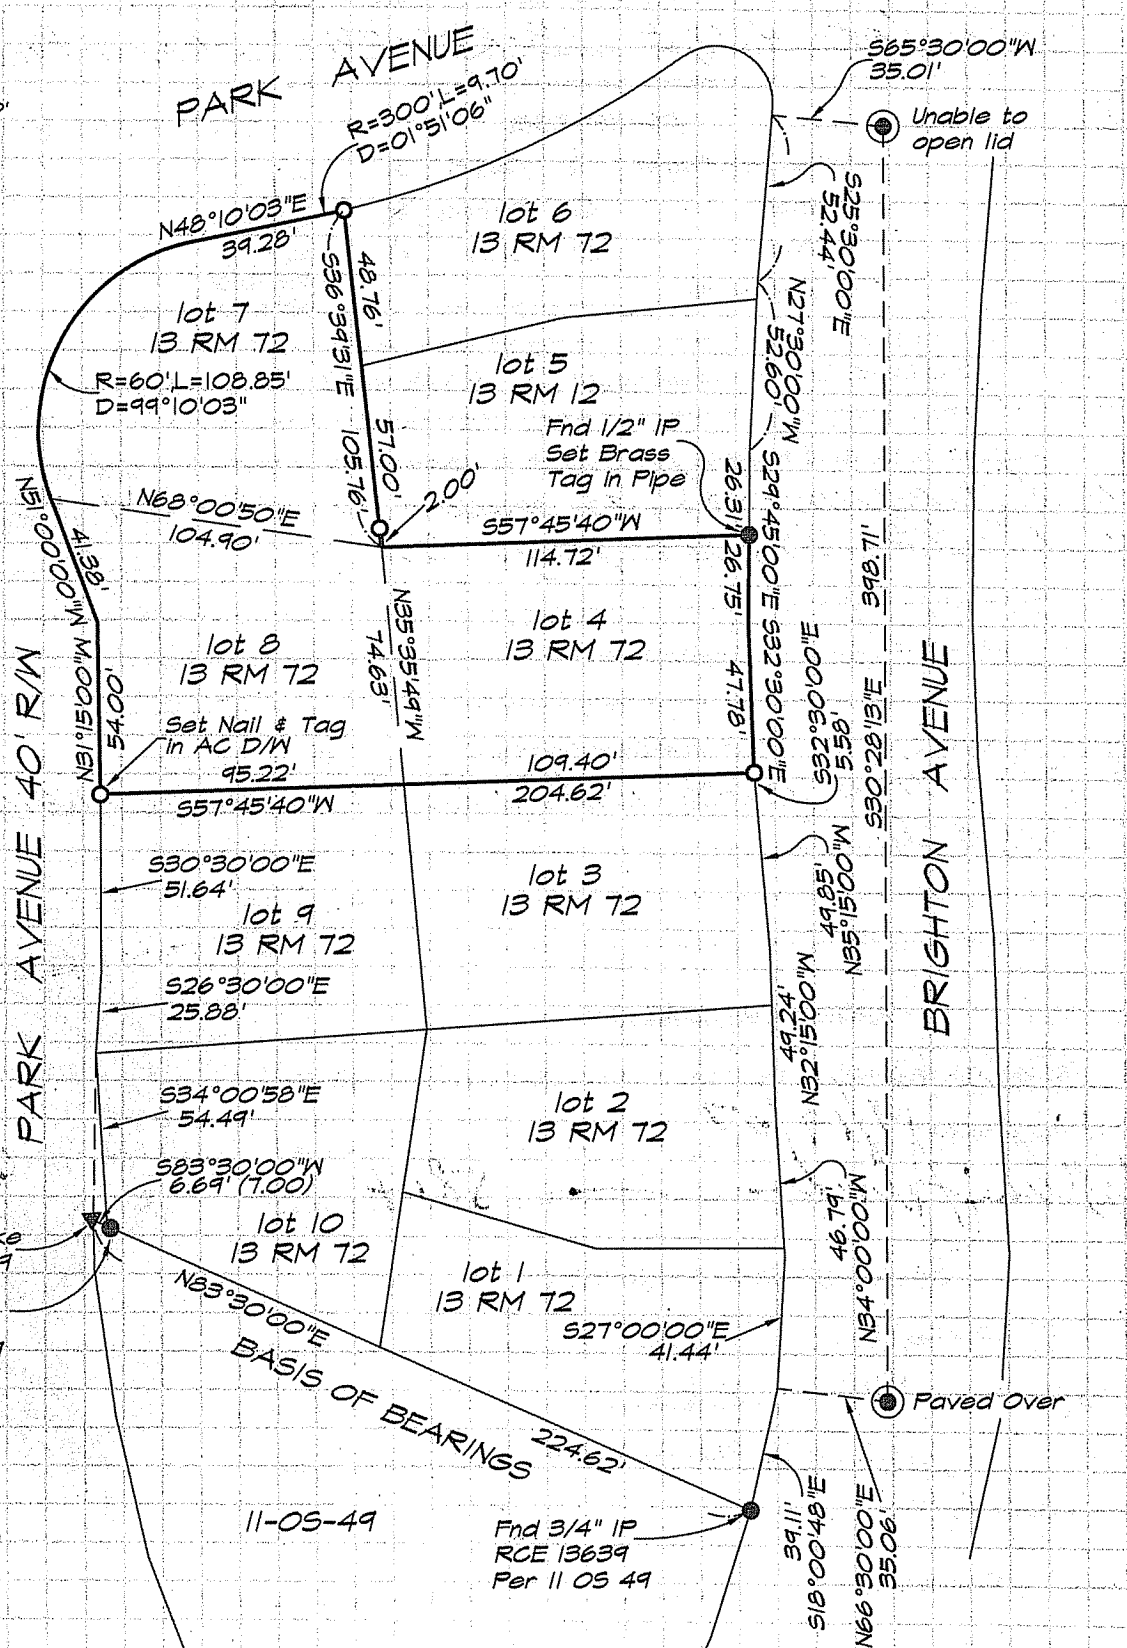 PARK AVENUE
S65°30'00"W
35.01'
Unable to
open lid
R=300' L=9.70'
D=01°51'06"
N48°10'03"E
39.28'
lot 6
13 RM 72
S25°30'00"E
52.44'
48.76'
S36°34'31"E 105.76'
57.00'
lot 7
13 RM 72
N27°30'00"W
52.60'
lot 5
13 RM 12
R=60' L=108.85'
D=99°10'03"
Fnd 1/2" IP
Set Brass
Tag in Pipe
2.00'
26.31'
S29°45'00"E
N68°00'50"E
104.90'
S57°45'40"W
114.72'
N51°00'00"W
41.38'
26.75'
S32°30'00"E
47.78'
398.71'
S30°28'13"E
lot 4
13 RM 72
lot 8
13 RM 72
N35°35'49"W
74.63'
S32°30'00"E
5.58'
N31°15'00"W
54.00'
Set Nail & Tag
in AC D/W
95.22'
109.40'
S57°45'40"W
204.62'
PARK AVENUE 40' R/W
BRIGHTON AVENUE
S30°30'00"E
51.64'
lot 3
13 RM 72
49.85'
N35°15'00"W
lot 9
13 RM 72
S26°30'00"E
25.88'
49.24'
N32°15'00"W
S34°00'58"E
54.49'
lot 2
13 RM 72
S83°30'00"W
6.69' (7.00)
46.79'
N34°00'00"W
lot 10
13 RM 72
lot 1
13 RM 72
N83°30'00"E
BASIS OF BEARINGS
224.62'
S27°00'00"E
41.44'
Paved Over
11-OS-49
Fnd 3/4" IP
RCE 13639
Per 11 OS 49
39.11'
S18°00'48"E
N66°30'00"E
35.06'